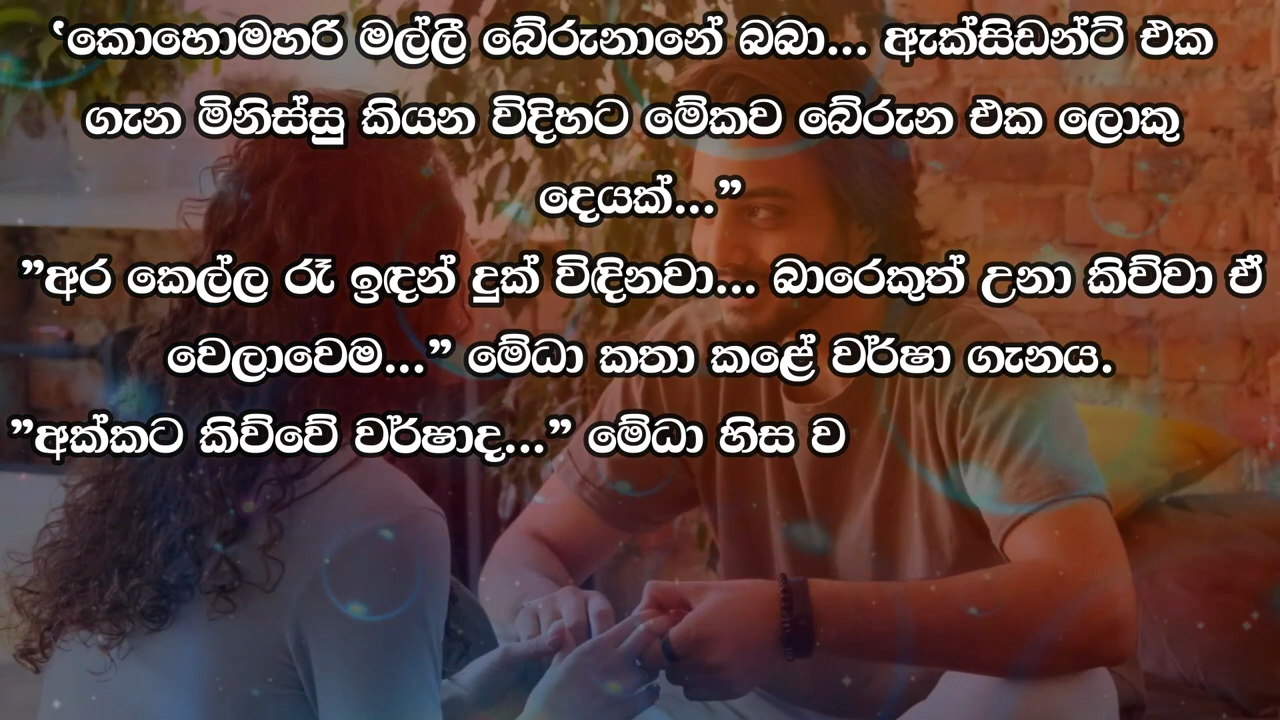 ‛කොහොමහරි මල්ලී බේරුනානේ බබා... ඇක්සිඩන්ට් එක
ගැන මිනිස්සු කියන විදිහට මේකව බේරුන එක ලොකු
දෙයක්...”
”අර කෙල්ල රෑ ඉඳන් දුක් විඳිනවා... බාරෙකුත් උනා කිව්වා ඒ
වෙලාවෙම...” මේධා කතා කළේ වර්ෂා ගැනය.
”අක්කට කිව්වේ වර්ෂාද...” මේධා හිස ව